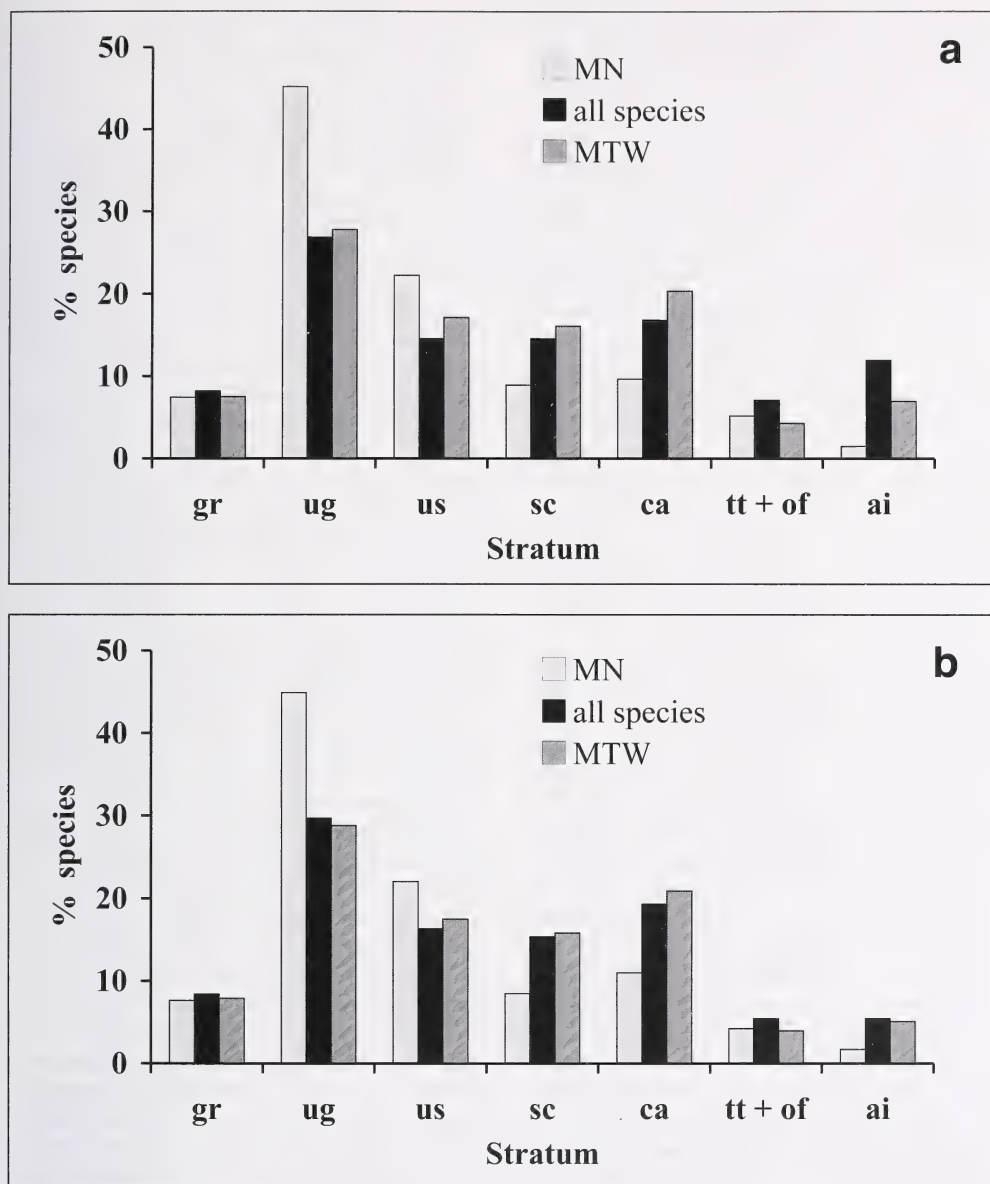 a
50
MN
all species
MTW
40
30
20
10
0
% species
gr ug us sc ca tt + of ai
Stratum
b
50
MN
all species
MTW
40
30
20
10
0
% species
gr ug us sc ca tt + of ai
Stratum